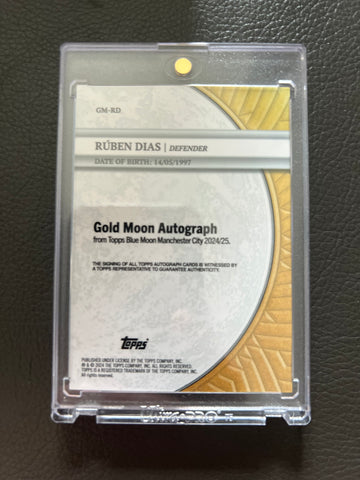 GM-RD
RÚBEN DIAS | DEFENDER
DATE OF BIRTH: 14/05/1997
Gold Moon Autograph
from Topps Blue Moon Manchester City 2024/25.
THE SIGNING OF ALL TOPPS AUTOGRAPH CARDS IS WITNESSED BY
A TOPPS REPRESENTATIVE TO GUARANTEE AUTHENTICITY.
topps
PUBLISHED UNDER LICENSE BY THE TOPPS COMPANY, INC.
® & © 2024 THE TOPPS COMPANY, INC. ALL RIGHTS RESERVED.
TOPPS IS A REGISTERED TRADEMARK OF THE TOPPS COMPANY, INC.
All rights reserved.